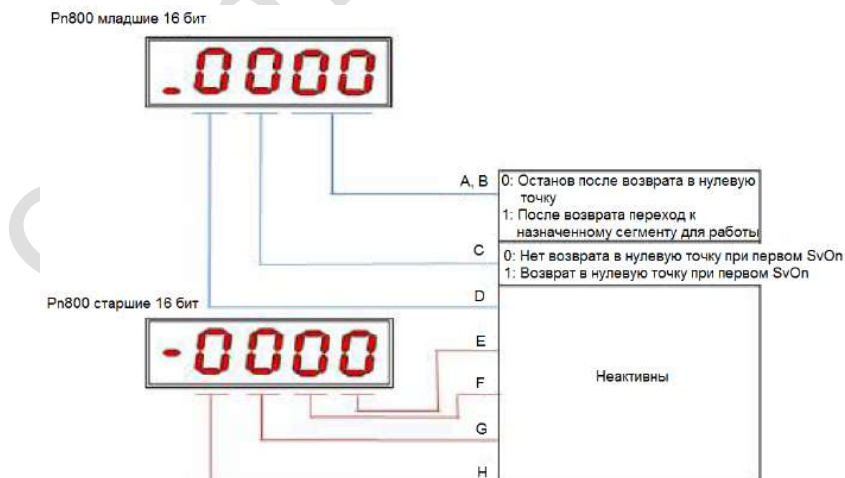 Pn800 младшие 16 бит
_0000
A, B
0: Останов после возврата в нулевую
точку
1: После возврата переход к
назначенному сегменту для работы
C
0: Нет возврата в нулевую точку при первом SvOn
1: Возврат в нулевую точку при первом SvOn
D
Pn800 старшие 16 бит
-0000
E
F
Неактивны
G
H